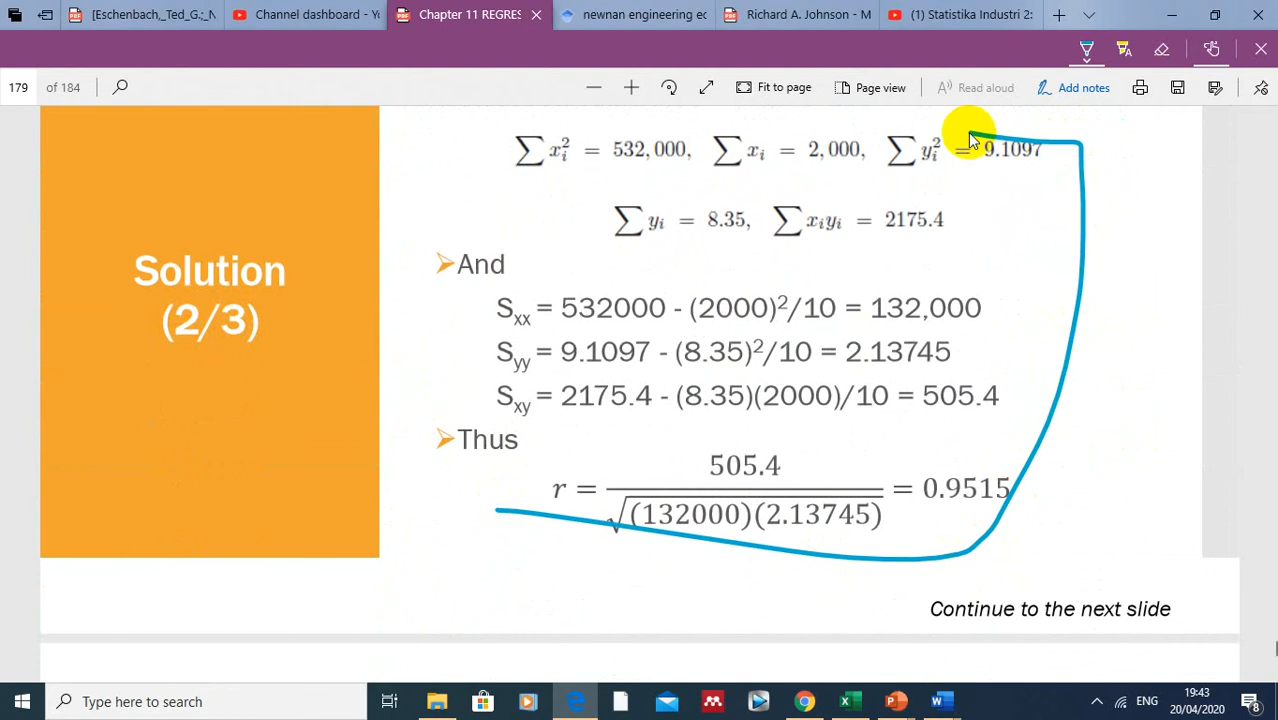 Eschenbach,_Ted_G.;_N
Channel dashboard - Yo
Chapter 11 REGRES
newnan engineering ec
Richard A. Johnson - M
(1) Statistika Industri 2:
179 of 184
Fit to page
Page view
Read aloud
Add notes
∑ x_i^2 = 532,000, ∑ x_i = 2,000, ∑ y_i^2 = 9.1097
∑ y_i = 8.35, ∑ x_i y_i = 2175.4
And
Solution
(2/3)
S_xx = 532000 - (2000)^2/10 = 132,000
S_yy = 9.1097 - (8.35)^2/10 = 2.13745
S_xy = 2175.4 - (8.35)(2000)/10 = 505.4
Thus
r = 505.4 / √(132000)(2.13745) = 0.9515
Continue to the next slide
Type here to search
ENG
19:43
20/04/2020
8